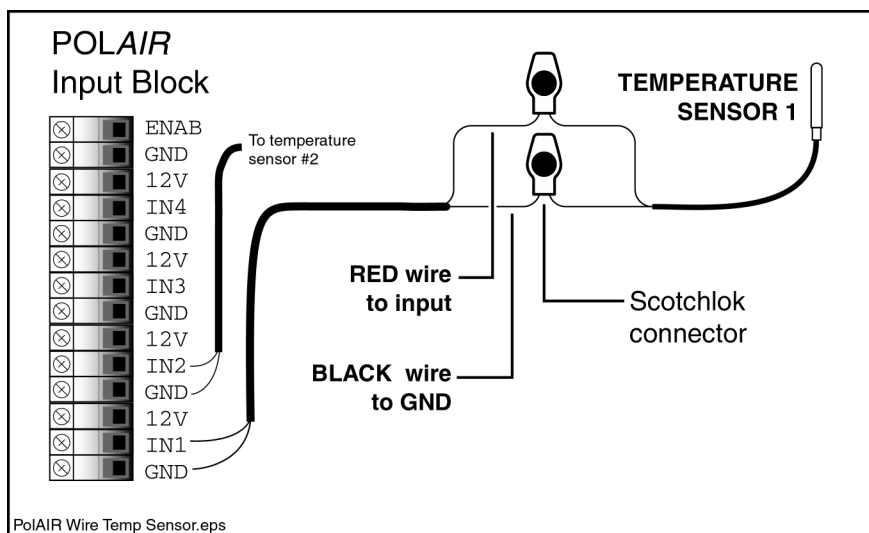 POLAIR
Input Block
ENAB
GND
12V
IN4
GND
12V
IN3
GND
12V
IN2
GND
12V
IN1
GND
To temperature
sensor #2
TEMPERATURE
SENSOR 1
RED wire
to input
BLACK wire
to GND
Scotchlok
connector
PolAIR Wire Temp Sensor.eps